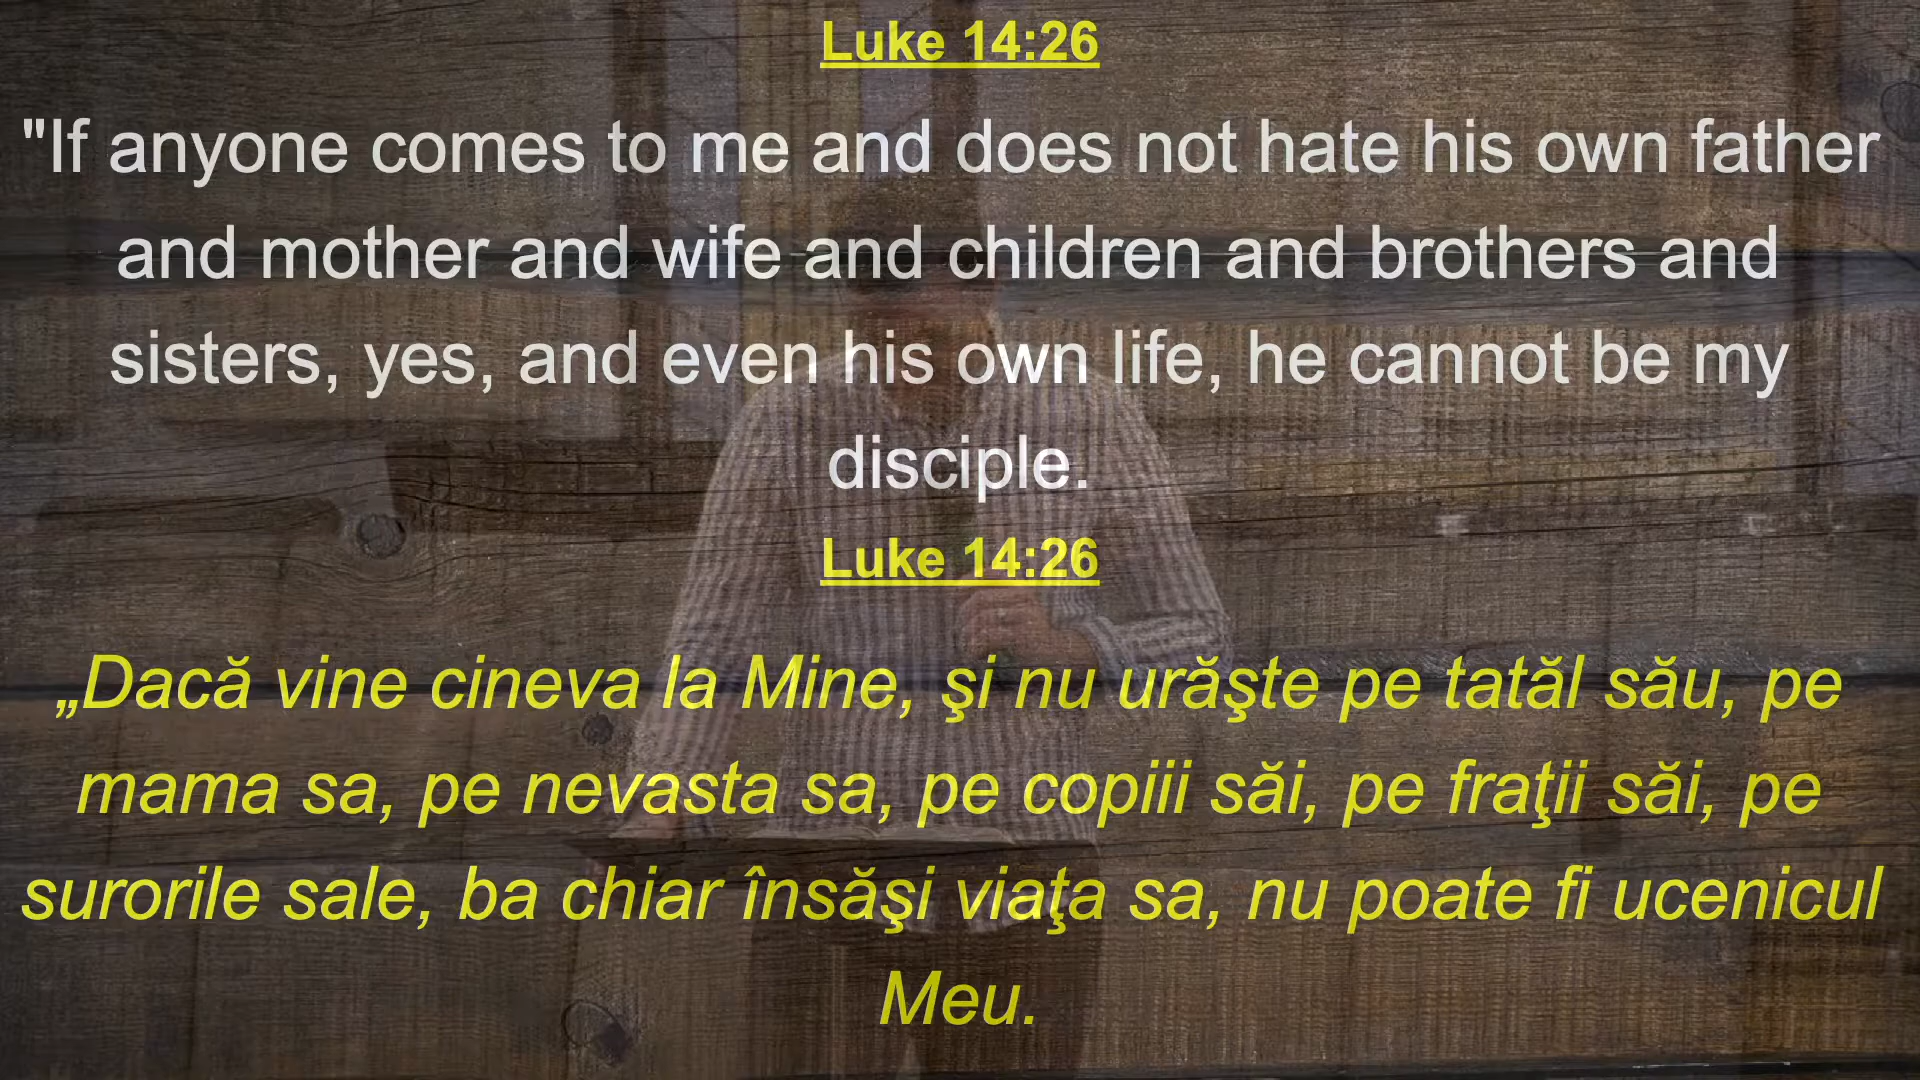 Luke 14:26
"If anyone comes to me and does not hate his own father
and mother and wife and children and brothers and
sisters, yes, and even his own life, he cannot be my
disciple.
Luke 14:26
„Dacă vine cineva la Mine, şi nu urăşte pe tatăl său, pe
mama sa, pe nevasta sa, pe copiii săi, pe fraţii săi, pe
surorile sale, ba chiar însăşi viaţa sa, nu poate fi ucenicul
Meu.